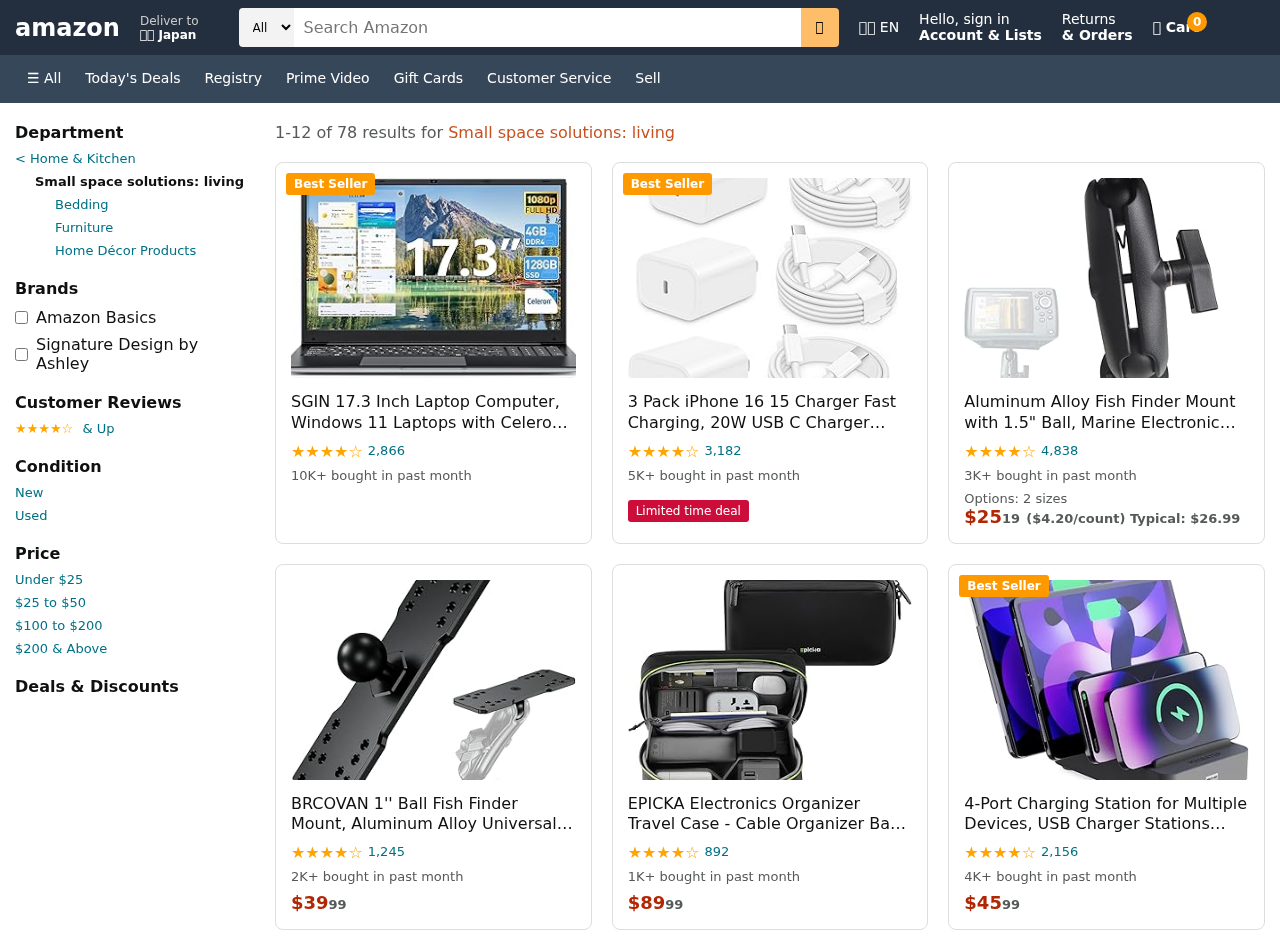 amazon
Deliver to
Japan
All
Search Amazon
EN
Hello, sign in
Account & Lists
Returns
& Orders
0
☰ All
Today's Deals
Registry
Prime Video
Gift Cards
Customer Service
Sell
Department
< Home & Kitchen
Small space solutions: living
Bedding
Furniture
Home Décor Products
Brands
Amazon Basics
Signature Design by
Ashley
Customer Reviews
★★★★☆ & Up
Condition
New
Used
Price
Under $25
$25 to $50
$100 to $200
$200 & Above
Deals & Discounts
1-12 of 78 results for Small space solutions: living
Best Seller
1080p
FULL HD
4GB
DDR4
128GB
SSD
Celeron
17.3"
SGIN 17.3 Inch Laptop Computer,
Windows 11 Laptops with Celero...
★★★★☆ 2,866
10K+ bought in past month
Best Seller
3 Pack iPhone 16 15 Charger Fast
Charging, 20W USB C Charger...
★★★★☆ 3,182
5K+ bought in past month
Limited time deal
Aluminum Alloy Fish Finder Mount
with 1.5" Ball, Marine Electronic...
★★★★☆ 4,838
3K+ bought in past month
Options: 2 sizes
$2519 ($4.20/count) Typical: $26.99
BRCOVAN 1'' Ball Fish Finder
Mount, Aluminum Alloy Universal...
★★★★☆ 1,245
2K+ bought in past month
$3999
epicka
EPICKA Electronics Organizer
Travel Case - Cable Organizer Ba...
★★★★☆ 892
1K+ bought in past month
$8999
Best Seller
4-Port Charging Station for Multiple
Devices, USB Charger Stations...
★★★★☆ 2,156
4K+ bought in past month
$4599